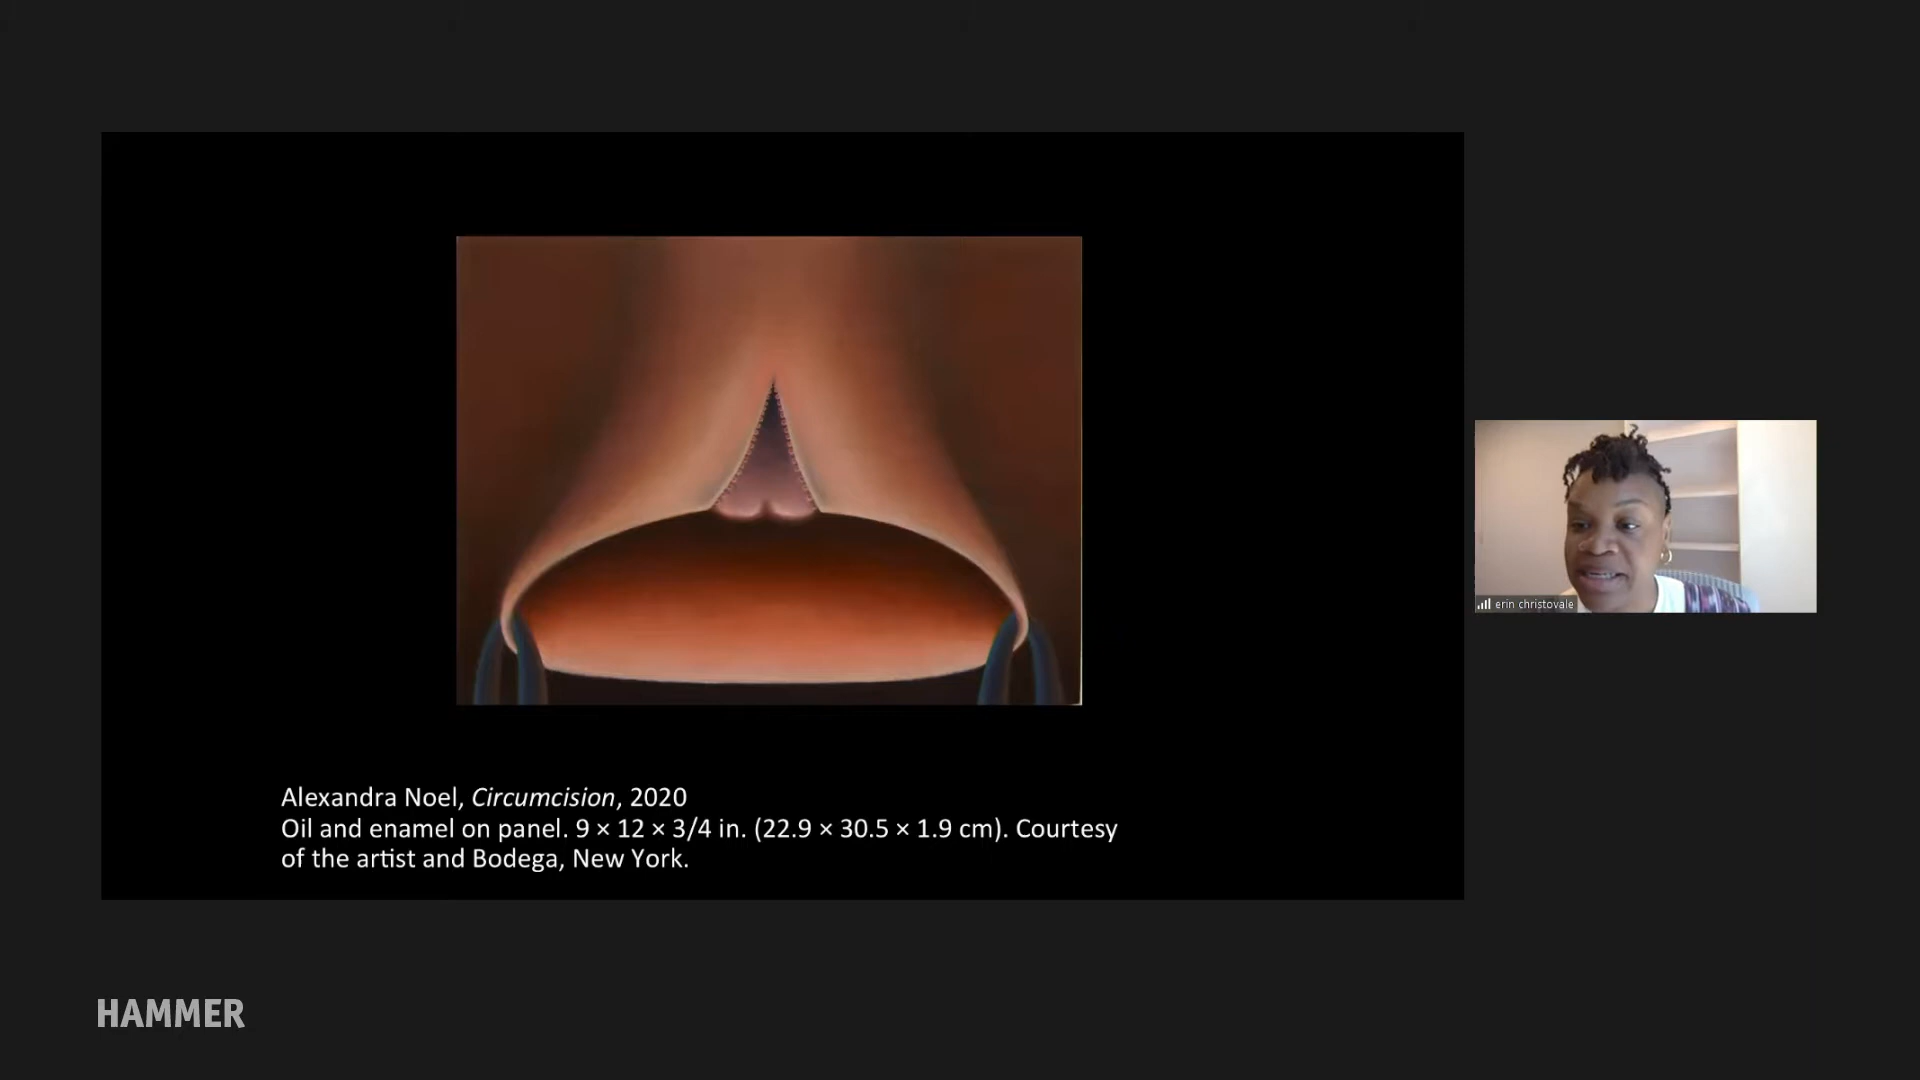 Alexandra Noel, Circumcision, 2020
Oil and enamel on panel. 9 × 12 × 3/4 in. (22.9 × 30.5 × 1.9 cm). Courtesy
of the artist and Bodega, New York.
erin christovale
HAMMER